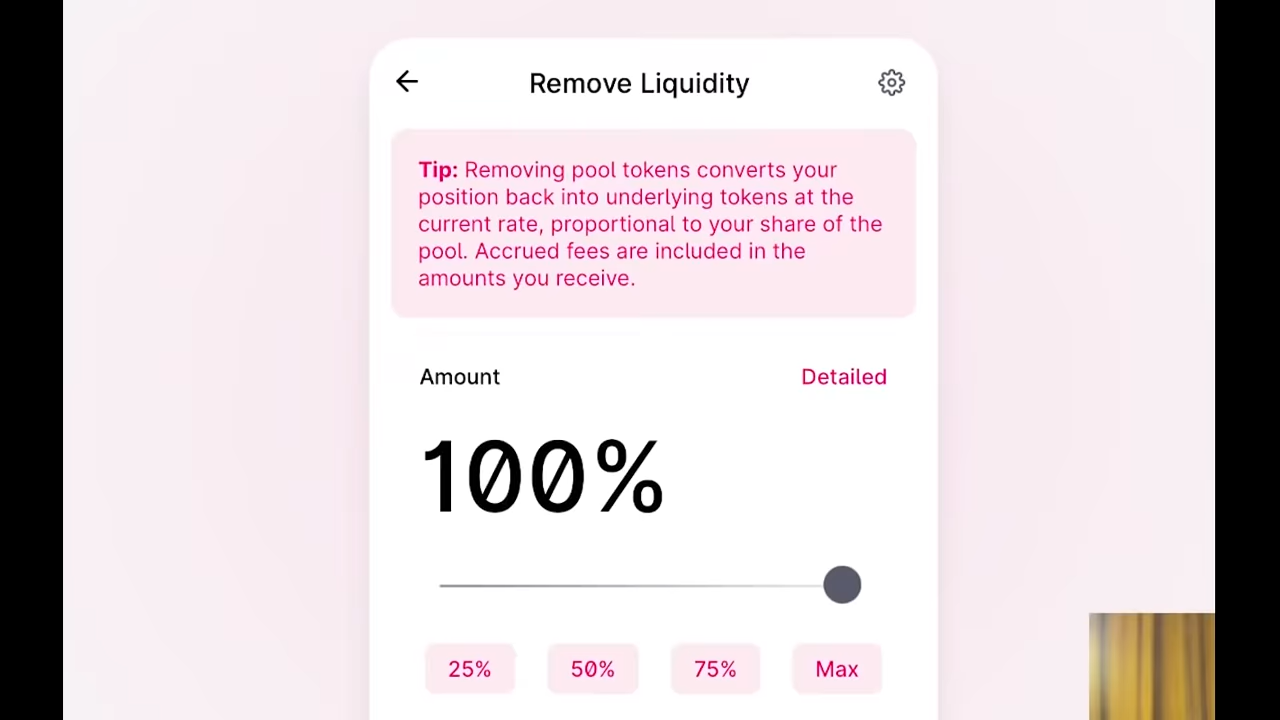 Remove Liquidity
Tip: Removing pool tokens converts your
position back into underlying tokens at the
current rate, proportional to your share of the
pool. Accrued fees are included in the
amounts you receive.
Amount Detailed
100%
25% 50% 75% Max